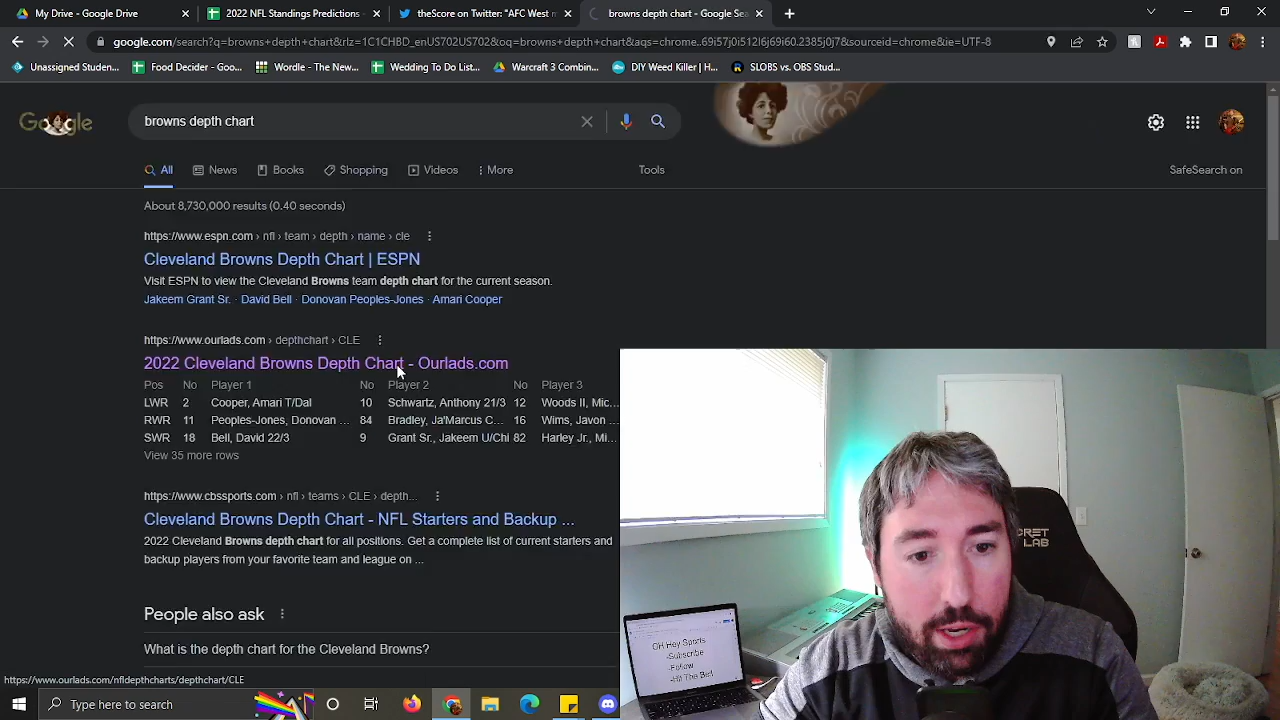 My Drive - Google Drive
2022 NFL Standings Predictions -
theScore on Twitter: "AFC West m
browns depth chart - Google Sea
google.com/search?q=browns+depth+chart&rlz=1C1CHBD_enUS702US702&oq=browns+depth+chart&aqs=chrome..69i57j0i512l6j69i60.2385j0j7&sourceid=chrome&ie=UTF-8
Unassigned Studen...
Food Decider - Goo...
Wordle - The New...
Wedding To Do List...
Warcraft 3 Combin...
DIY Weed Killer | H...
SLOBS vs. OBS Stud...
Google
browns depth chart
All
News
Books
Shopping
Videos
More
Tools
SafeSearch on
About 8,730,000 results (0.40 seconds)
https://www.espn.com › nfl › team › depth › name › cle
Cleveland Browns Depth Chart | ESPN
Visit ESPN to view the Cleveland Browns team depth chart for the current season.
Jakeem Grant Sr. · David Bell · Donovan Peoples-Jones · Amari Cooper
https://www.ourlads.com › depthchart › CLE
2022 Cleveland Browns Depth Chart - Ourlads.com
Pos No Player 1 No Player 2 No Player 3
LWR 2 Cooper, Amari T/Dal 10 Schwartz, Anthony 21/3 12 Woods II, Mic...
RWR 11 Peoples-Jones, Donovan ... 84 Bradley, Ja'Marcus C... 16 Wims, Javon ...
SWR 18 Bell, David 22/3 9 Grant Sr., Jakeem U/Chi 82 Harley Jr., Mi...
View 35 more rows
https://www.cbssports.com › nfl › teams › CLE › depth...
Cleveland Browns Depth Chart - NFL Starters and Backup ...
2022 Cleveland Browns depth chart for all positions. Get a complete list of current starters and
backup players from your favorite team and league on ...
People also ask
What is the depth chart for the Cleveland Browns?
https://www.ourlads.com/nfldepthcharts/depthchart/CLE
Type here to search
CRET
LAB
OH Hey Sports
-Subscribe
-Follow
-Hit The Bell